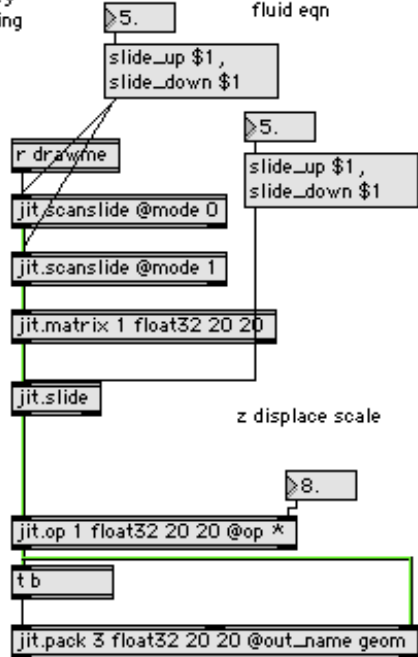 ing
5.
fluid eqn
slide_up $1,
slide_down $1
5.
r drawme
slide_up $1,
slide_down $1
jit.scanslide @mode 0
jit.scanslide @mode 1
jit.matrix 1 float32 20 20
jit.slide
z displace scale
8.
jit.op 1 float32 20 20 @op *
t b
jit.pack 3 float32 20 20 @out_name geom